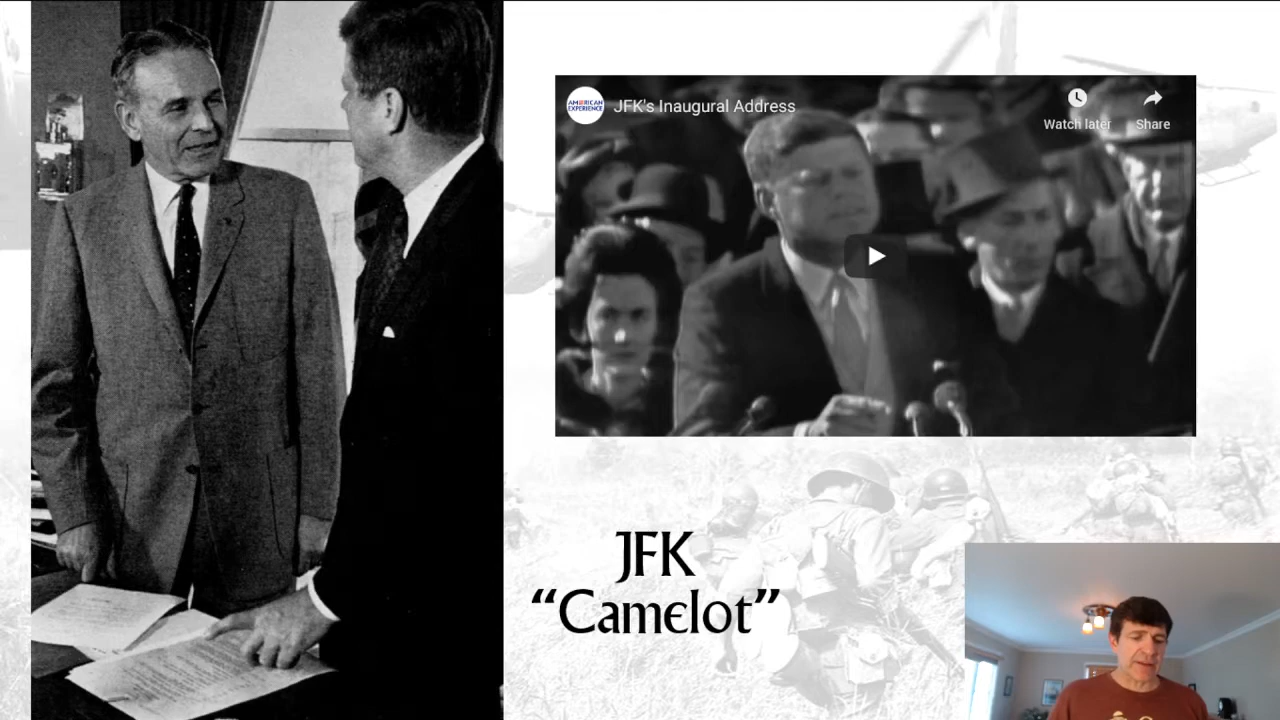 AMERICAN
EXPERIENCE
JFK's Inaugural Address
Watch later
Share
JFK
“Camelot”